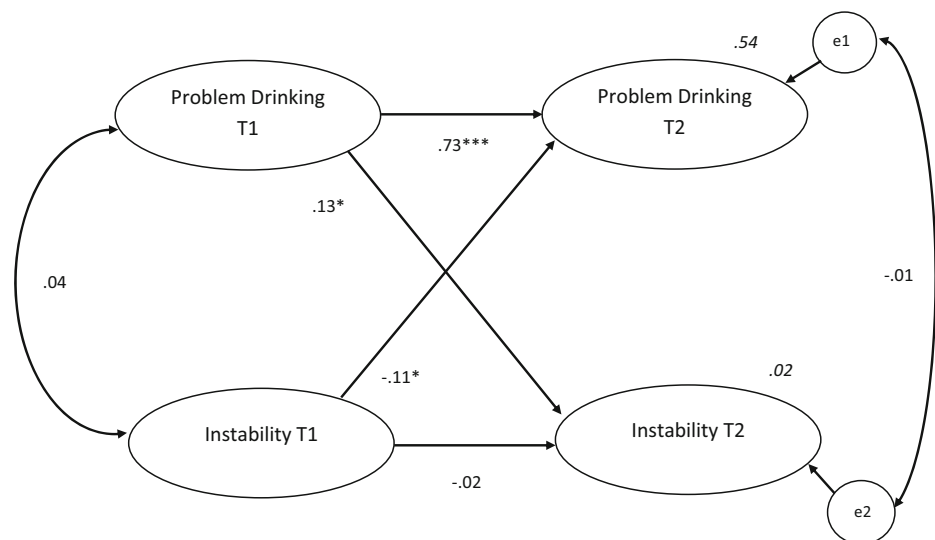 .54
e1
Problem Drinking
T1
Problem Drinking
T2
.73***
.13*
.04
-.01
-.11*
.02
Instability T1
Instability T2
-.02
e2